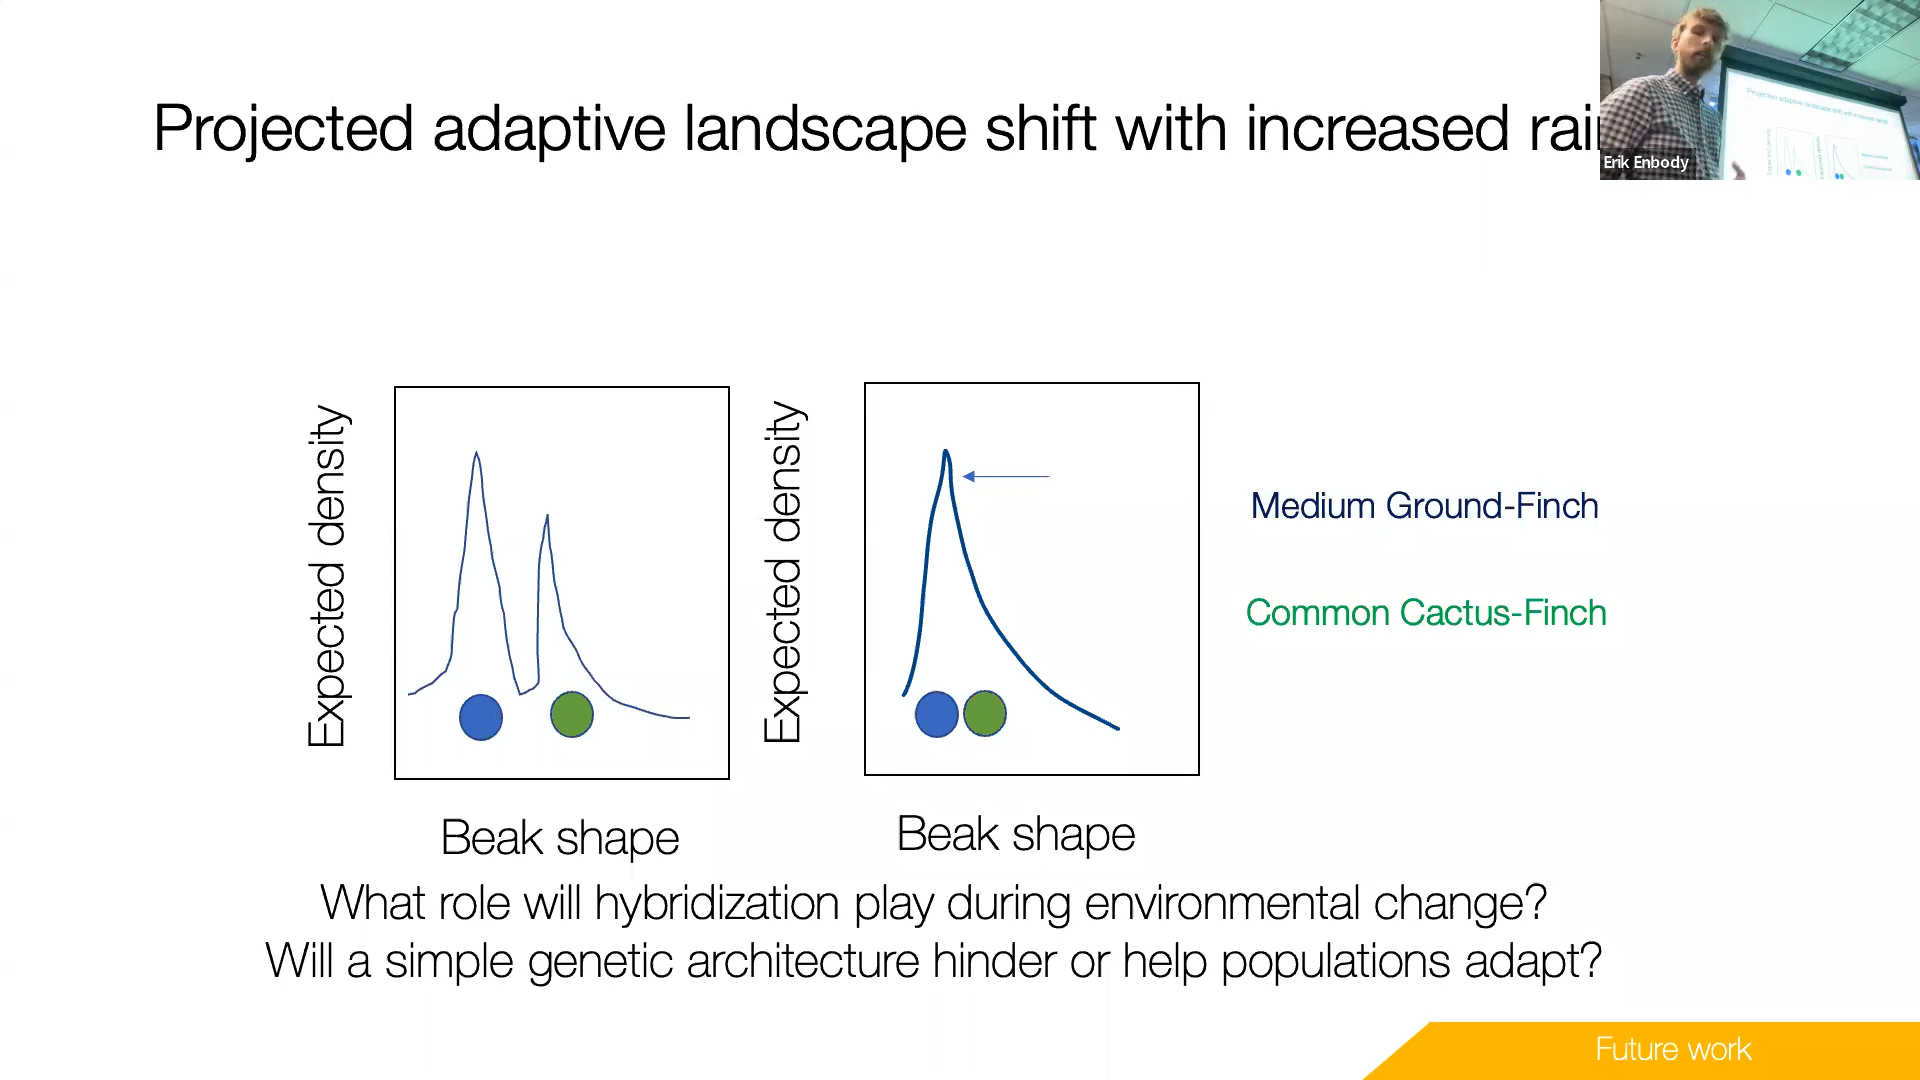 Projected adaptive landscape shift with increased
Erik Enbody
Expected density
Expected density
Medium Ground-Finch
Common Cactus-Finch
Beak shape
Beak shape
What role will hybridization play during environmental change?
Will a simple genetic architecture hinder or help populations adapt?
Future work